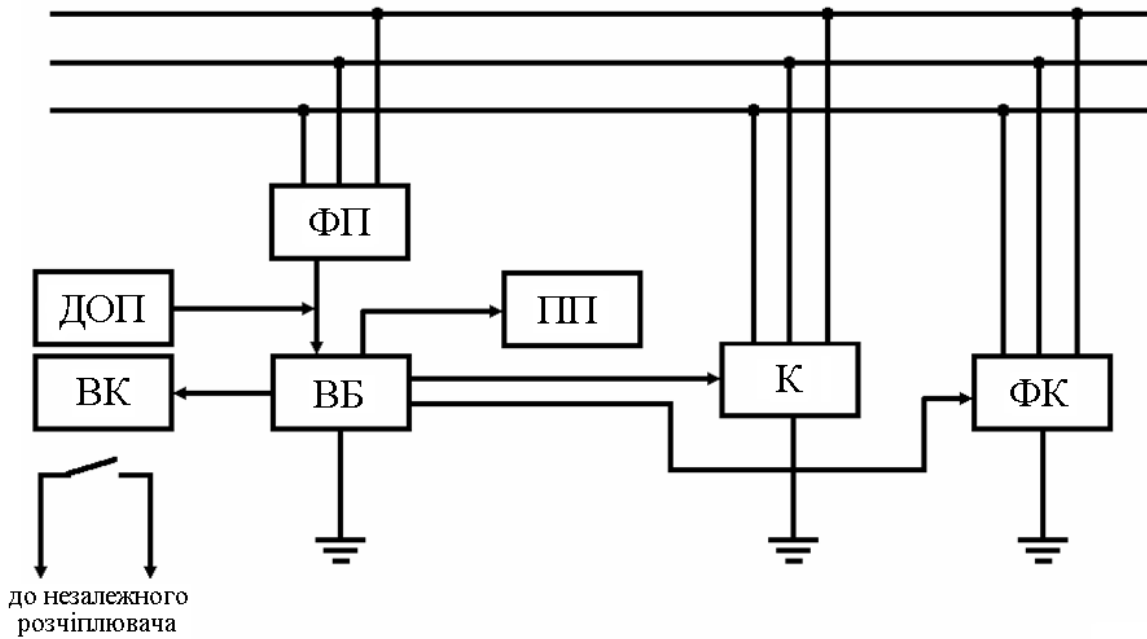 ФП
ДОП
ПП
ВК
ВБ
К
ФК
до незалежного
розчіплювача